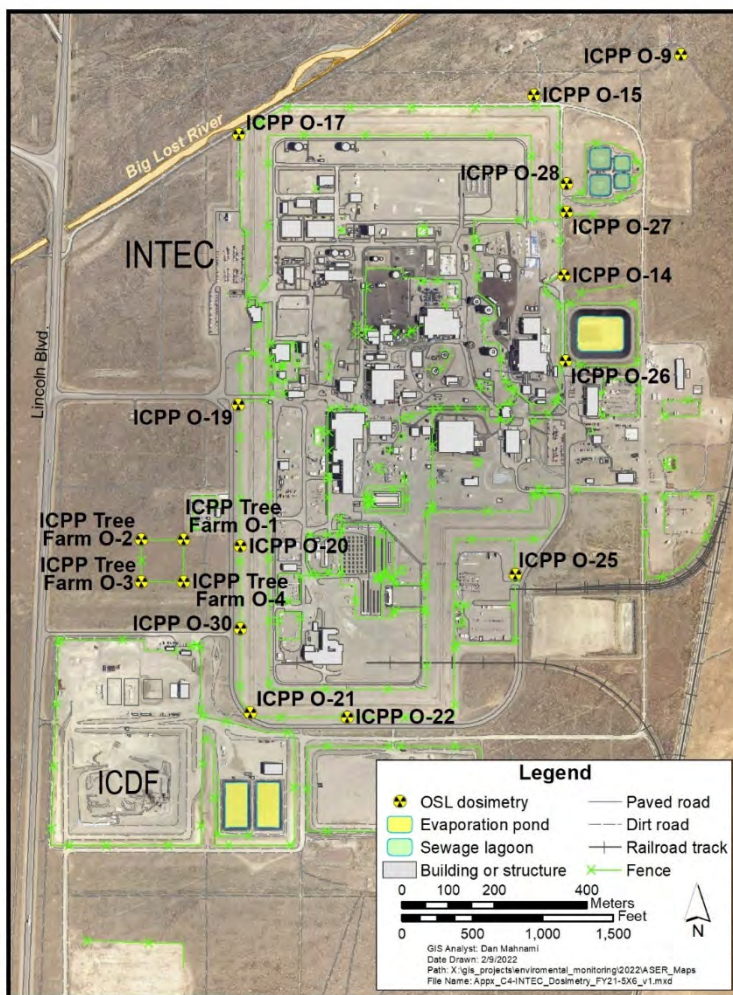 ICPP O-9
ICPP O-15
ICPP O-17
Big Lost River
ICPP O-28
ICPP O-27
INTEC
ICPP O-14
Lincoln Blvd.
ICPP O-26
ICPP O-19
ICPP Tree
Farm O-1
ICPP Tree
Farm O-2
ICPP O-20
ICPP Tree
Farm O-3
ICPP Tree
Farm O-4
ICPP O-25
ICPP O-30
ICPP O-21
ICPP O-22
ICDF
Legend
OSL dosimetry
Evaporation pond
Sewage lagoon
Building or structure
Paved road
Dirt road
Railroad track
Fence
0 100 200 400
Meters
Feet
0 500 1,000 1,500
N
GIS Analyst: Dan Mahnami
Date Drawn: 2/9/2022
Path: X:\gis_projects\enviromental_monitoring\2022\ASER_Maps
File Name: Appx_C4-INTEC_Dosimetry_FY21-5X6_v1.mxd